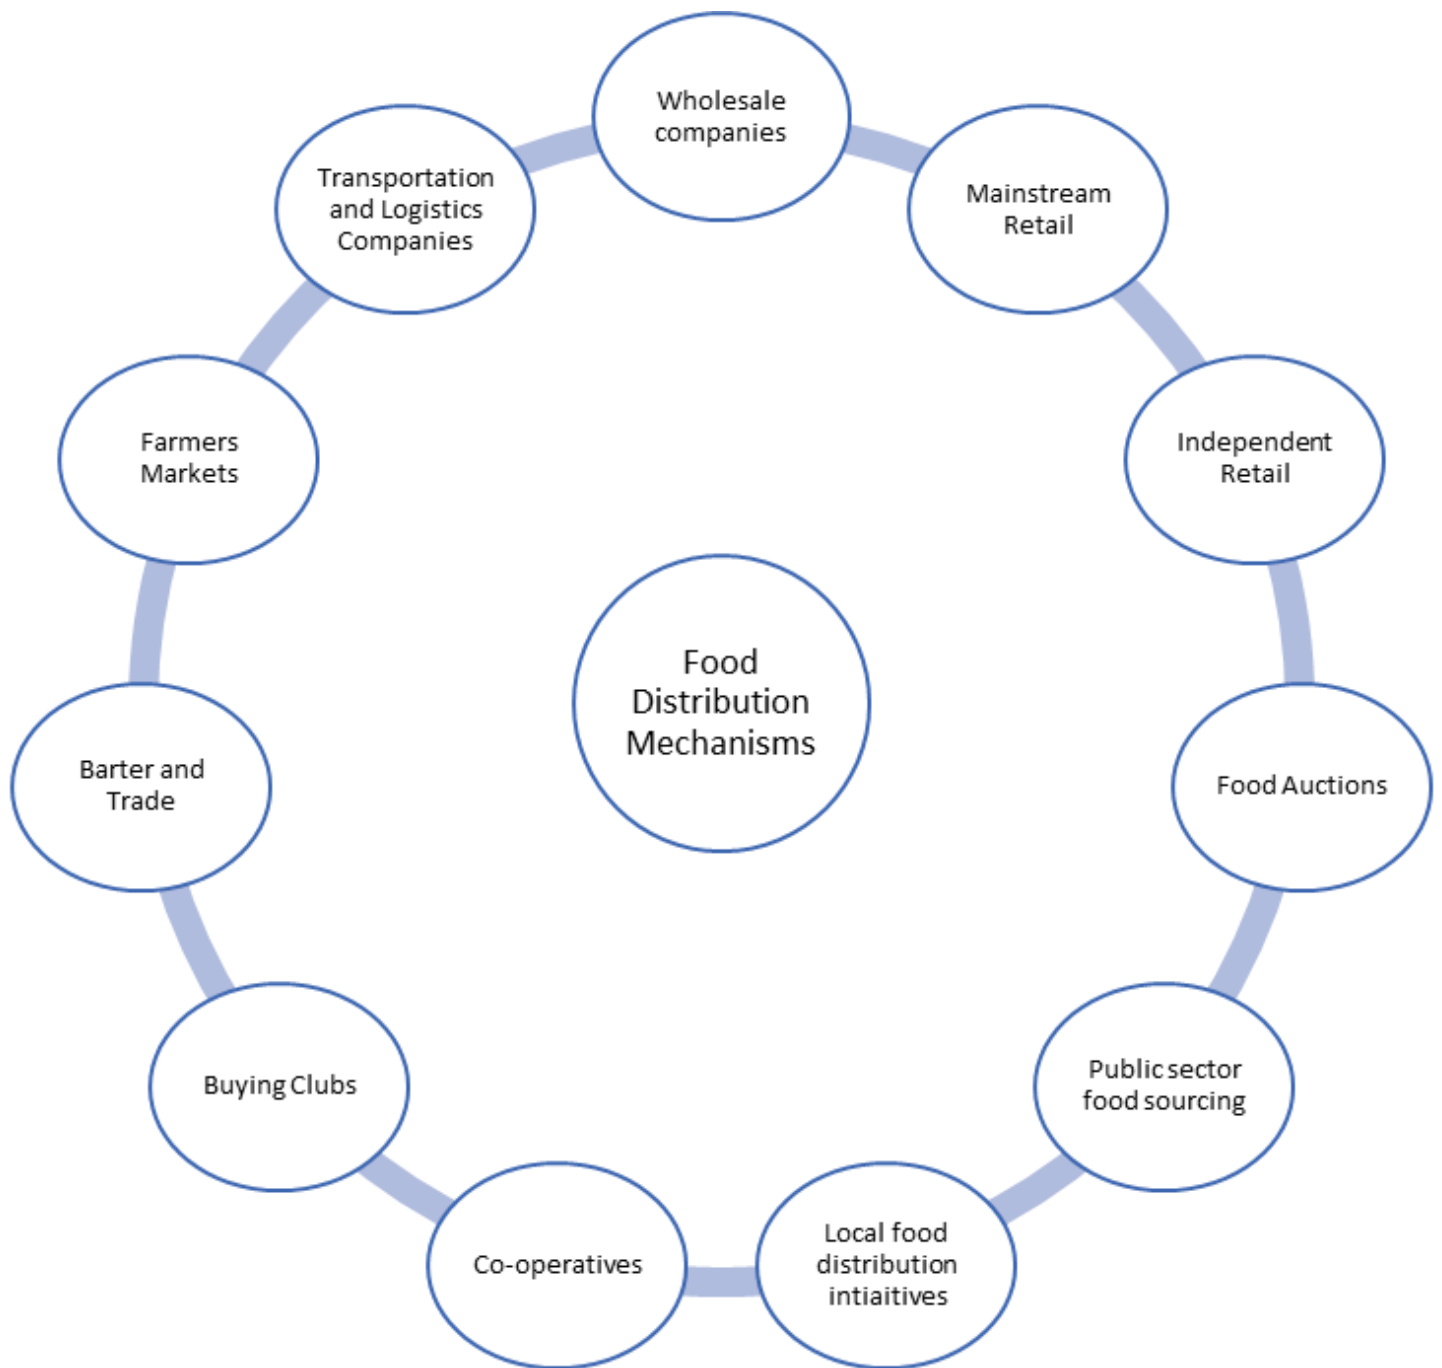 Wholesale
companies
Mainstream
Retail
Independent
Retail
Food Auctions
Public sector
food sourcing
Local food
distribution
intiaitives
Co-operatives
Buying Clubs
Barter and
Trade
Farmers
Markets
Transportation
and Logistics
Companies
Food
Distribution
Mechanisms